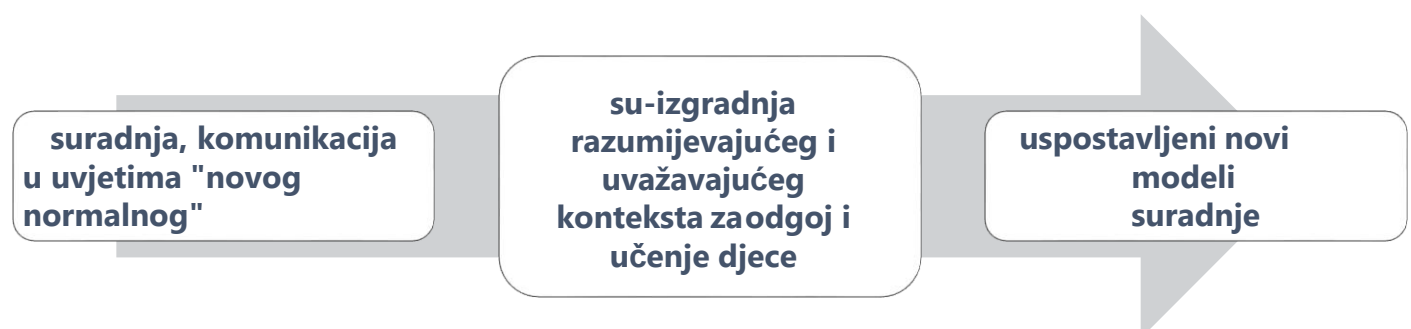 suradnja, komunikacija
u uvjetima "novog
normalnog"
su-izgradnja
razumijevajućeg i
uvažavajućeg
konteksta zaodgoj i
učenje djece
uspostavljeni novi
modeli
suradnje